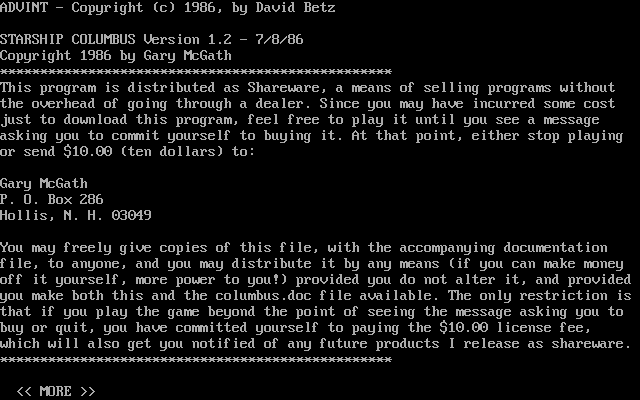 ADVINT - Copyright (c) 1986, by David Betz
STARSHIP COLUMBUS Version 1.2 - 7/8/86
Copyright 1986 by Gary McGath
*************************************************
This program is distributed as Shareware, a means of selling programs without
the overhead of going through a dealer. Since you may have incurred some cost
just to download this program, feel free to play it until you see a message
asking you to commit yourself to buying it. At that point, either stop playing
or send $10.00 (ten dollars) to:
Gary McGath
P. O. Box 286
Hollis, N. H. 03049
You may freely give copies of this file, with the accompanying documentation
file, to anyone, and you may distribute it by any means (if you can make money
off it yourself, more power to you!) provided you do not alter it, and provided
you make both this and the columbus.doc file available. The only restriction is
that if you play the game beyond the point of seeing the message asking you to
buy or quit, you have committed yourself to paying the $10.00 license fee,
which will also get you notified of any future products I release as shareware.
*************************************************
<< MORE >>